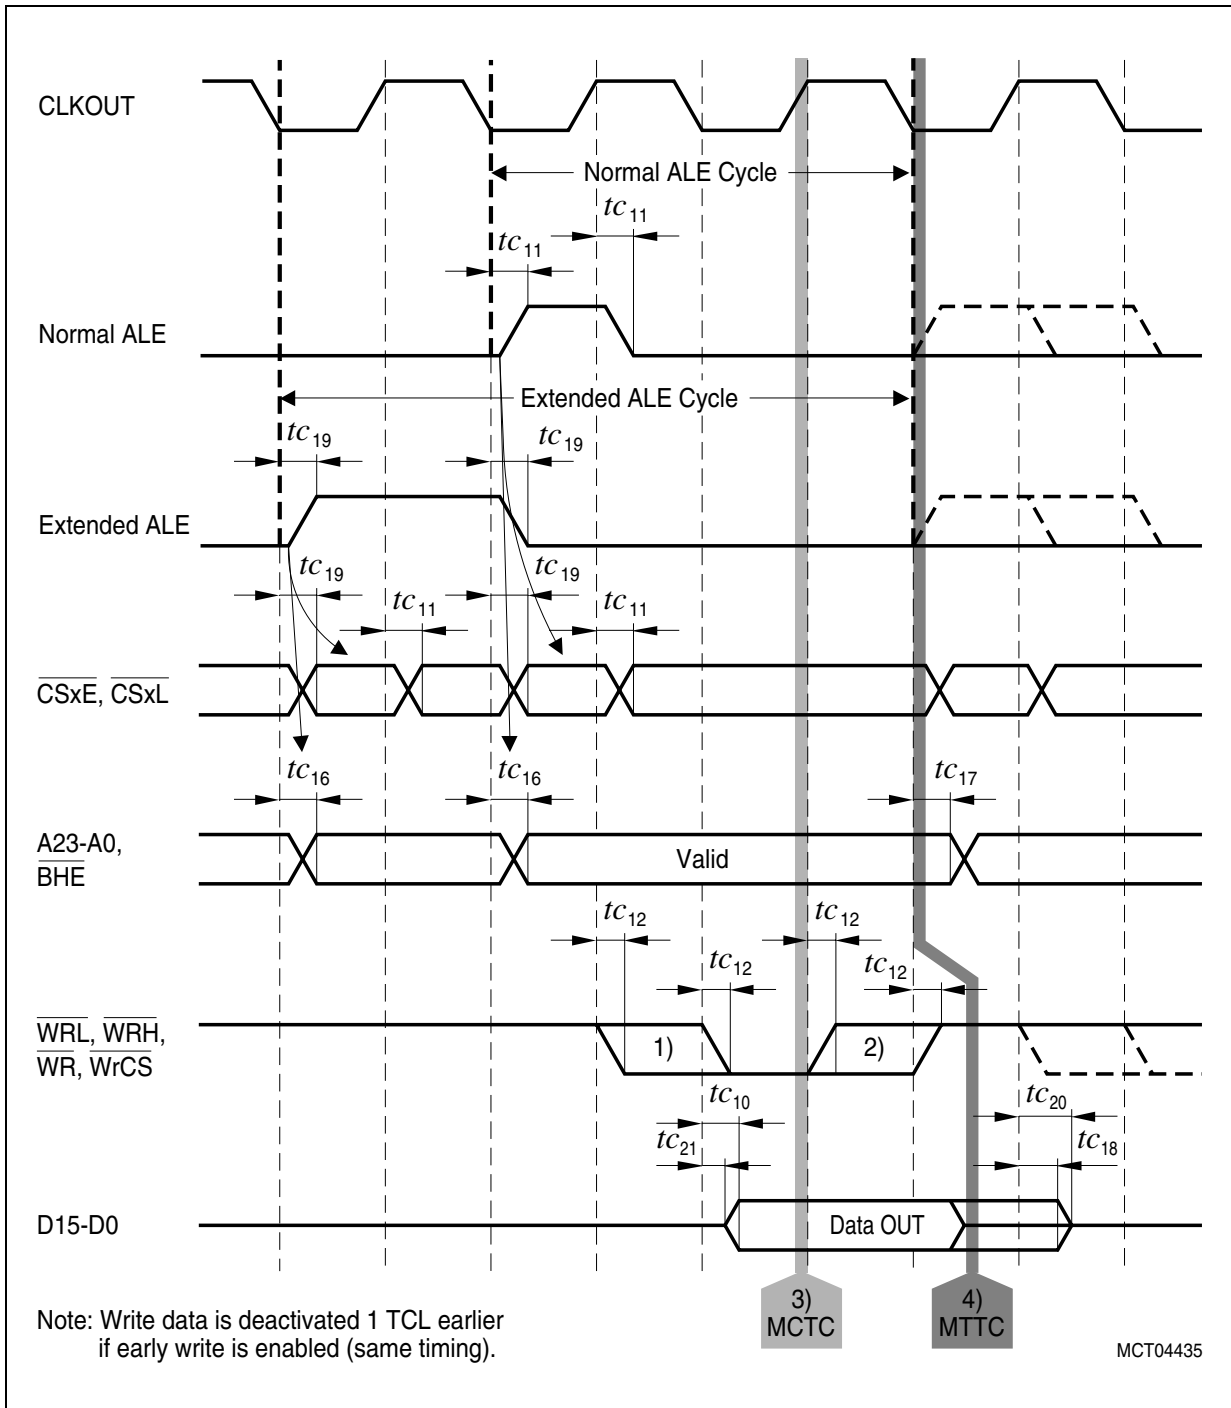 CLKOUT
Normal ALE Cycle
tc11
tc11
Normal ALE
Extended ALE Cycle
tc19
tc19
Extended ALE
tc19
tc19
tc11
tc11
CSxE, CSxL
tc16
tc16
tc17
A23-A0,
BHE
Valid
tc12
tc12
tc12
tc12
WRL, WRH,
WR, WrCS
1)
2)
tc10
tc20
tc21
tc18
D15-D0
Data OUT
3)
MCTC
4)
MTTC
Note: Write data is deactivated 1 TCL earlier
if early write is enabled (same timing).
MCT04435